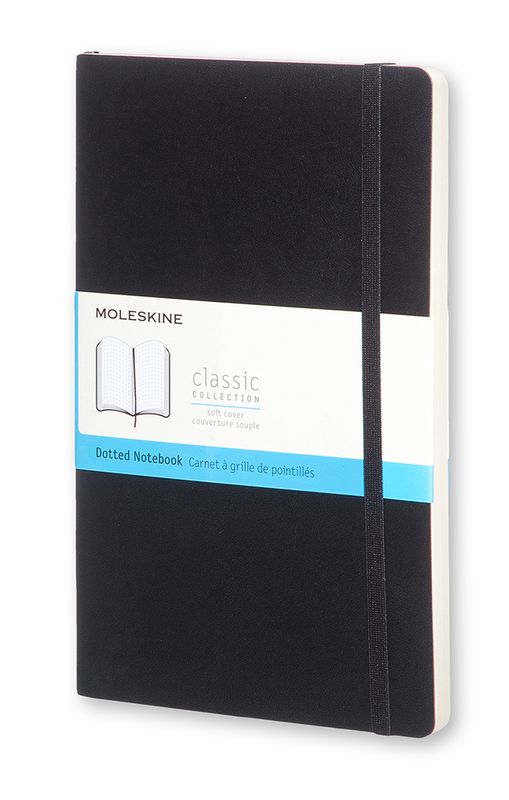 MOLESKINE
classic
COLLECTION
soft cover
couverture souple
Dotted Notebook Carnet à grille de pointillés